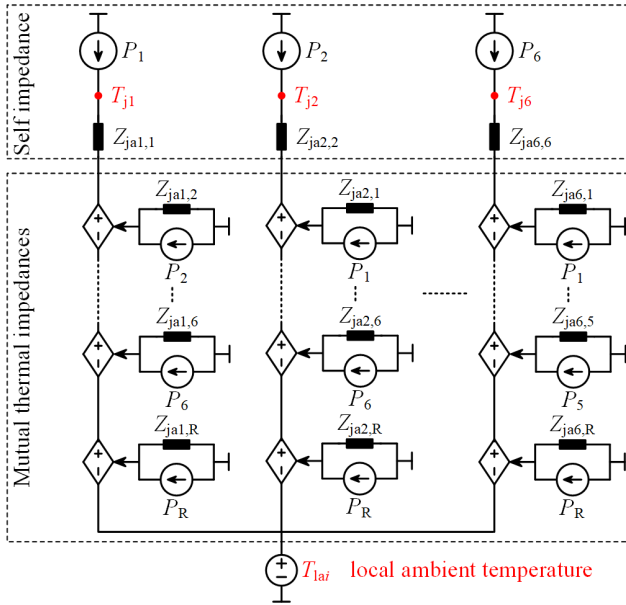 Self impedance
P1 P2 P6
Tj1 Tj2 Tj6
Zja1,1 Zja2,2 Zja6,6
Mutual thermal impedances
Zja1,2 Zja2,1 Zja6,1
+ + +
− − −
P2 P1 P1
Zja1,6 Zja2,6 Zja6,5
+ + +
− − −
P6 P6 P5
Zja1,R Zja2,R Zja6,R
+ + +
− − −
PR PR PR
+
−
Tlai local ambient temperature